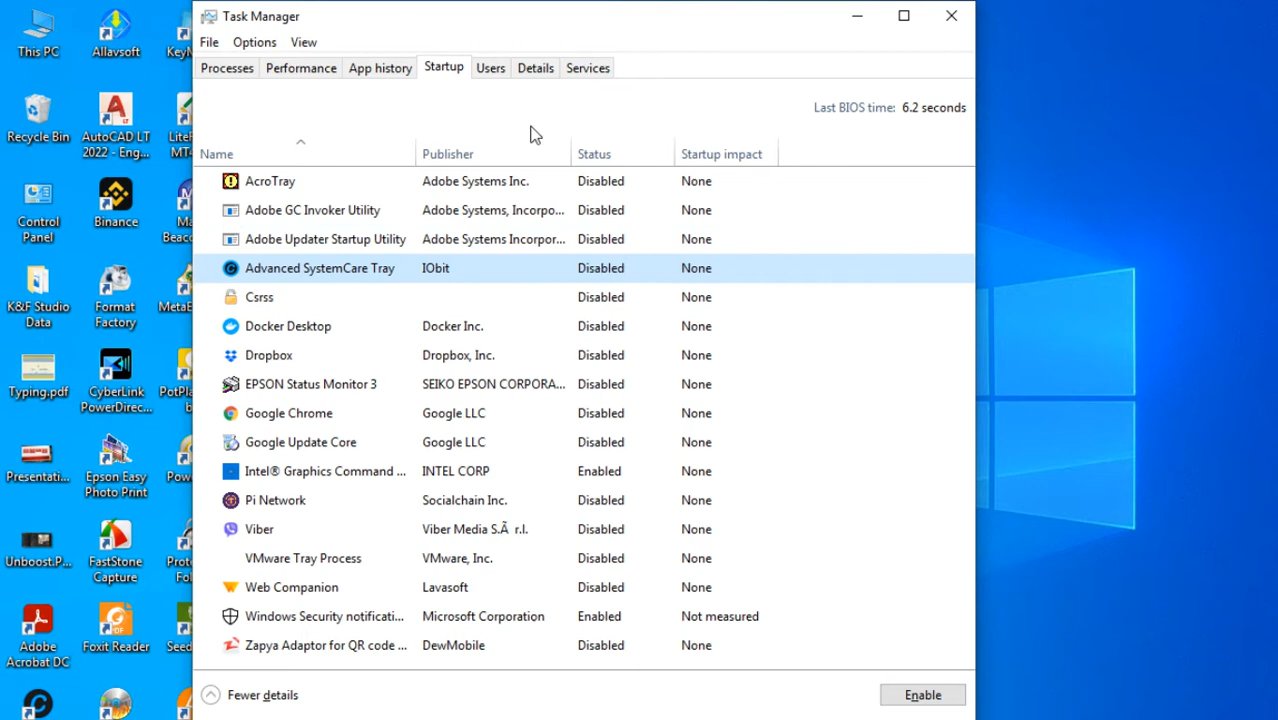 This PC
Allavsoft
Recycle Bin
AutoCAD LT
2022 - Eng...
Control
Panel
Binance
K&F Studio
Data
Format
Factory
Typing.pdf
CyberLink
PowerDirec...
Presentati...
Epson Easy
Photo Print
Unboost.P...
FastStone
Capture
Adobe
Acrobat DC
Foxit Reader
Task Manager
File Options View
Processes Performance App history Startup Users Details Services
Last BIOS time: 6.2 seconds
Name Publisher Status Startup impact
AcroTray Adobe Systems Inc. Disabled None
Adobe GC Invoker Utility Adobe Systems, Incorpo... Disabled None
Adobe Updater Startup Utility Adobe Systems Incorpor... Disabled None
Advanced SystemCare Tray IObit Disabled None
Csrss Disabled None
Docker Desktop Docker Inc. Disabled None
Dropbox Dropbox, Inc. Disabled None
EPSON Status Monitor 3 SEIKO EPSON CORPORA... Disabled None
Google Chrome Google LLC Disabled None
Google Update Core Google LLC Disabled None
Intel® Graphics Command ... INTEL CORP Enabled None
Pi Network Socialchain Inc. Disabled None
Viber Viber Media S.Ã r.l. Disabled None
VMware Tray Process VMware, Inc. Disabled None
Web Companion Lavasoft Disabled None
Windows Security notificati... Microsoft Corporation Enabled Not measured
Zapya Adaptor for QR code ... DewMobile Disabled None
Fewer details
Enable